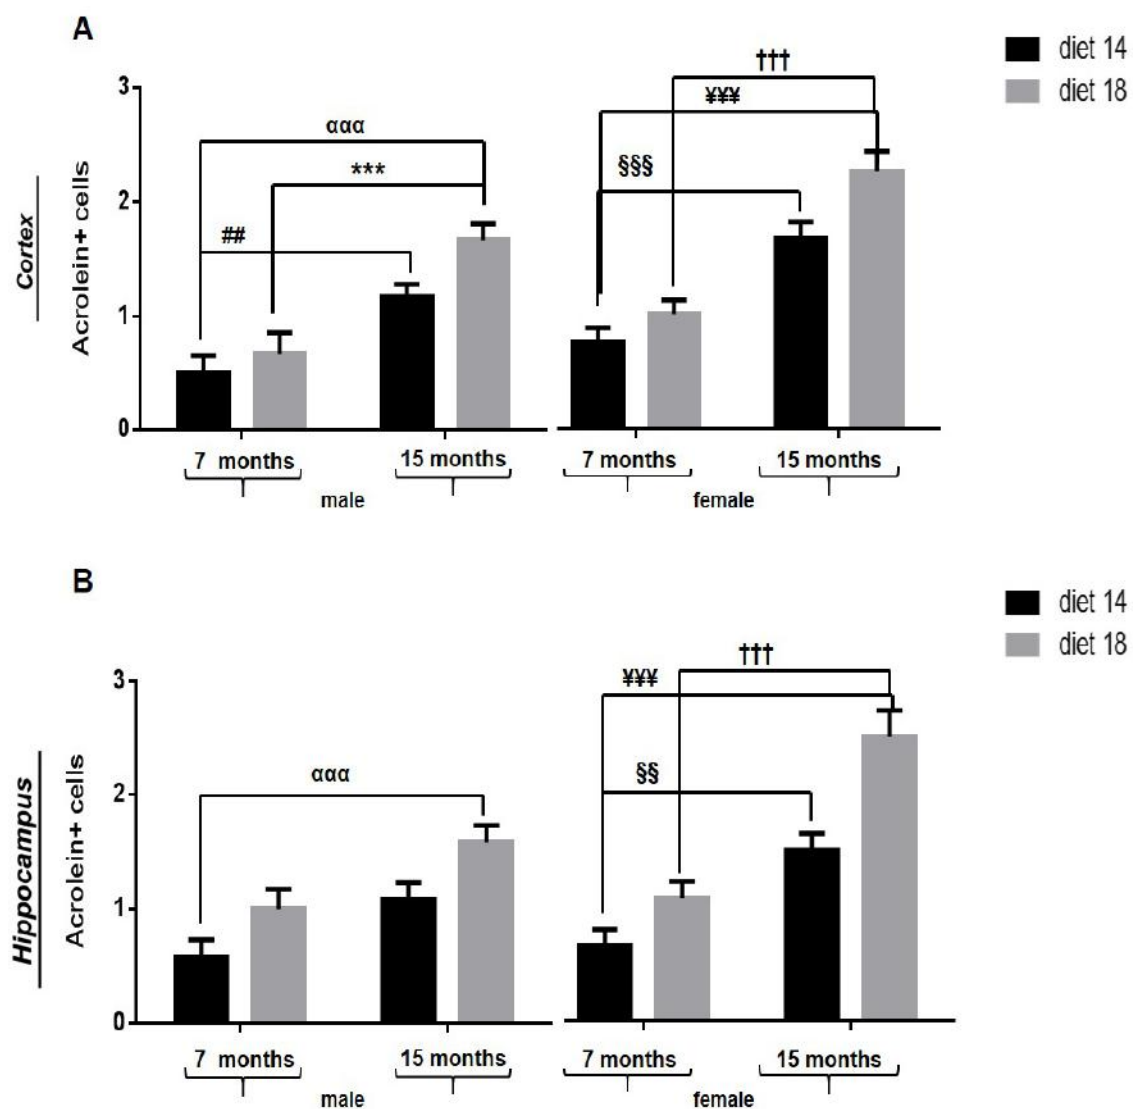 A
diet 14
diet 18
†††
¥¥¥
ααα
***
§§§
##
3
2
1
0
Cortex
Acrolein+ cells
7 months
15 months
7 months
15 months
male
female
B
diet 14
diet 18
†††
¥¥¥
ααα
§§
3
2
1
0
Hippocampus
Acrolein+ cells
7 months
15 months
7 months
15 months
male
female